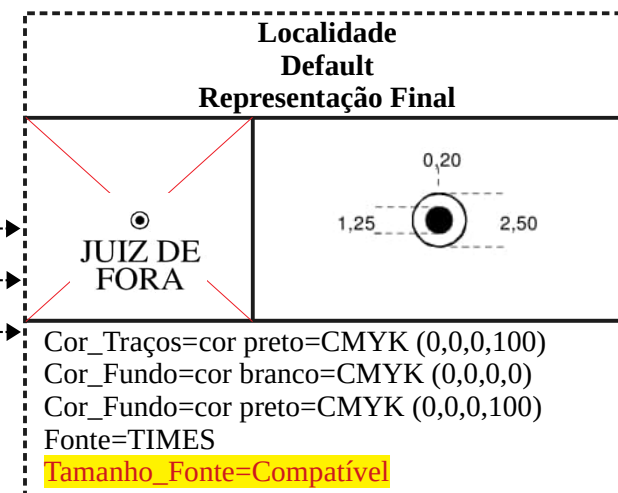 Localidade
Default
Representação Final
JUIZ DE
FORA
0,20
1,25
2,50
Cor_Traços=cor preto=CMYK (0,0,0,100)
Cor_Fundo=cor branco=CMYK (0,0,0,0)
Cor_Fundo=cor preto=CMYK (0,0,0,100)
Fonte=TIMES
Tamanho_Fonte=Compatível